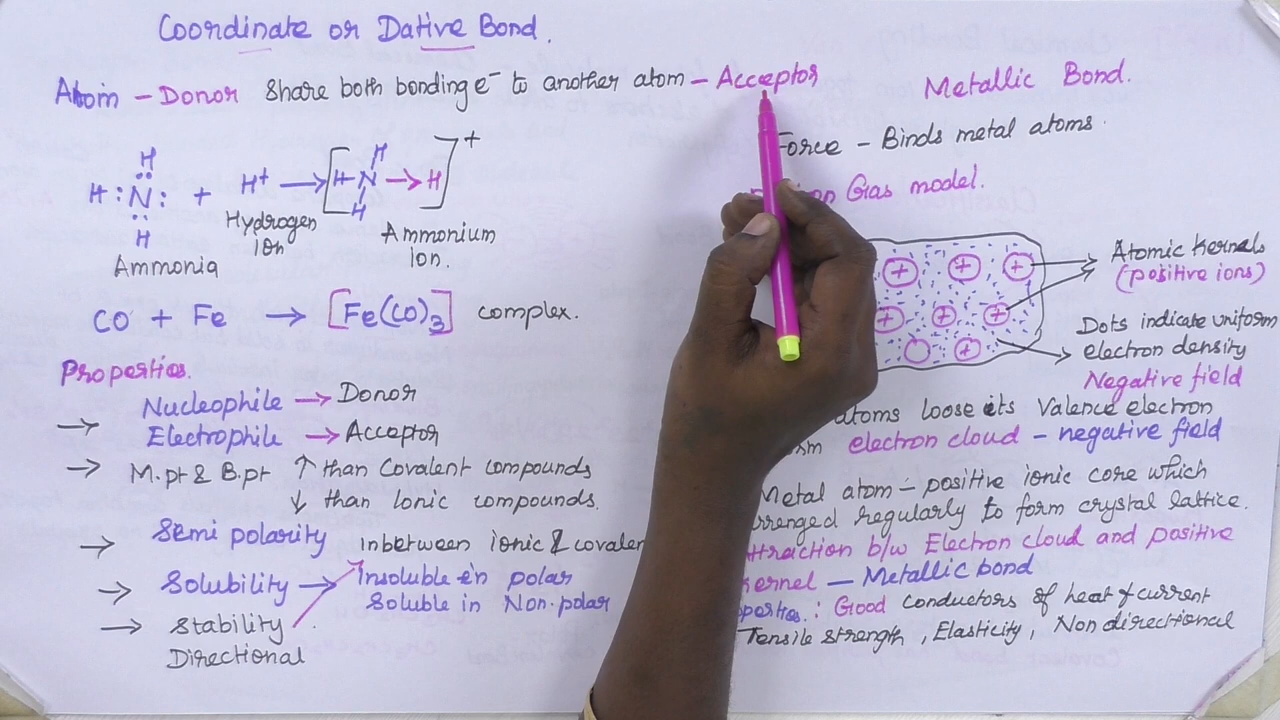 Coordinate or Dative Bond.
Atom - Donor Share both bonding e⁻ to another atom - Acceptor
H
H : N : + H⁺ → [H - N → H]⁺
H
H
H
Hydrogen Ion
Ammonium Ion.
Ammonia
CO + Fe → [Fe(CO)₃] complex.
Properties.
→ Nucleophile → Donor
Electrophile → Acceptor
→ M.pt & B.pt ↑ than Covalent compounds
↓ than Ionic compounds.
→ Semi polarity inbetween ionic &
→ Solubility → Insoluble in polar
Soluble in Non.polar
→ Stability
Directional
Metallic Bond.
Force - Binds metal atoms.
Gas model.
Atomic kernels
(positive ions)
Dots indicate uniform
electron density
Negative field
atoms loose its Valence electron
electron cloud - negative field
Metal atom - positive ionic core which
regularly to form crystal lattice.
b/w Electron cloud and positive
- Metallic bond
: Good conductors of heat & current
Tensile strength, Elasticity, Non directional